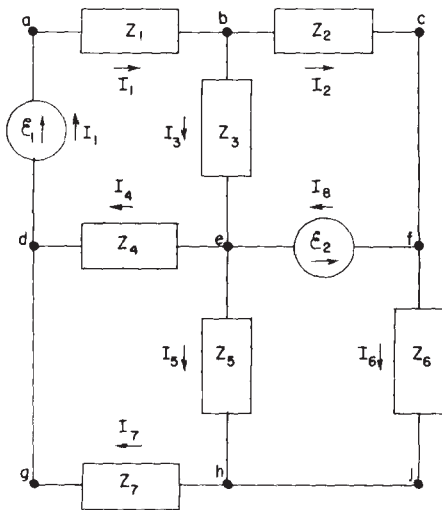 a Z₁ b Z₂ c
I₁ I₂
ℰ₁ I₁ I₃ Z₃
I₄ I₈
d Z₄ e ℰ₂ f
I₅ Z₅ I₆ Z₆
I₇
g Z₇ h j